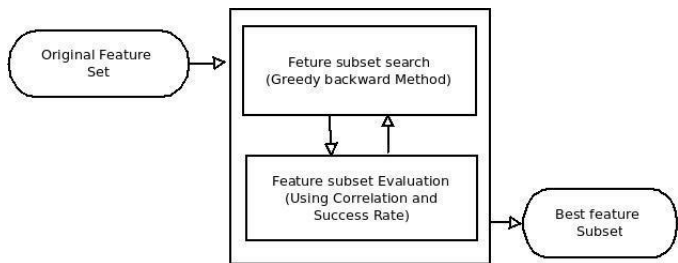 Original Feature
Set
Feture subset search
(Greedy backward Method)
Feature subset Evaluation
(Using Correlation and
Success Rate)
Best feature
Subset